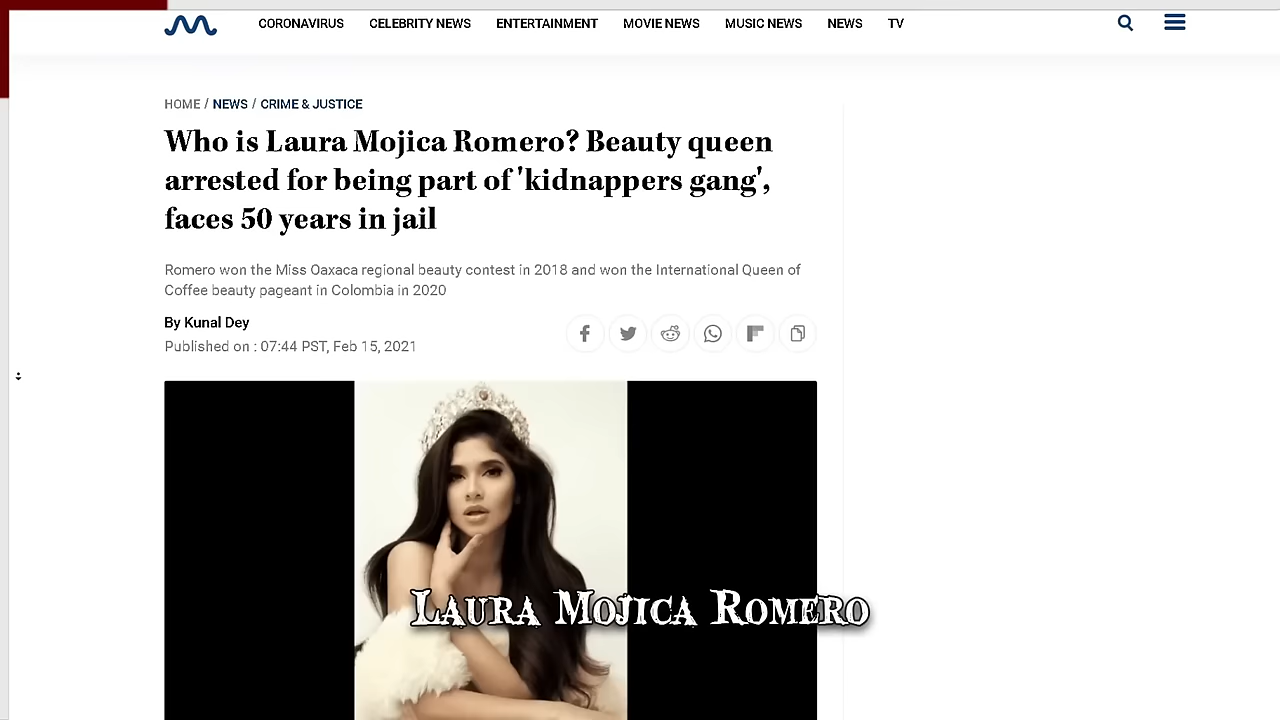 CORONAVIRUS CELEBRITY NEWS ENTERTAINMENT MOVIE NEWS MUSIC NEWS NEWS TV
HOME / NEWS / CRIME & JUSTICE
Who is Laura Mojica Romero? Beauty queen
arrested for being part of 'kidnappers gang',
faces 50 years in jail
Romero won the Miss Oaxaca regional beauty contest in 2018 and won the International Queen of
Coffee beauty pageant in Colombia in 2020
By Kunal Dey
Published on : 07:44 PST, Feb 15, 2021
Laura Mojica Romero